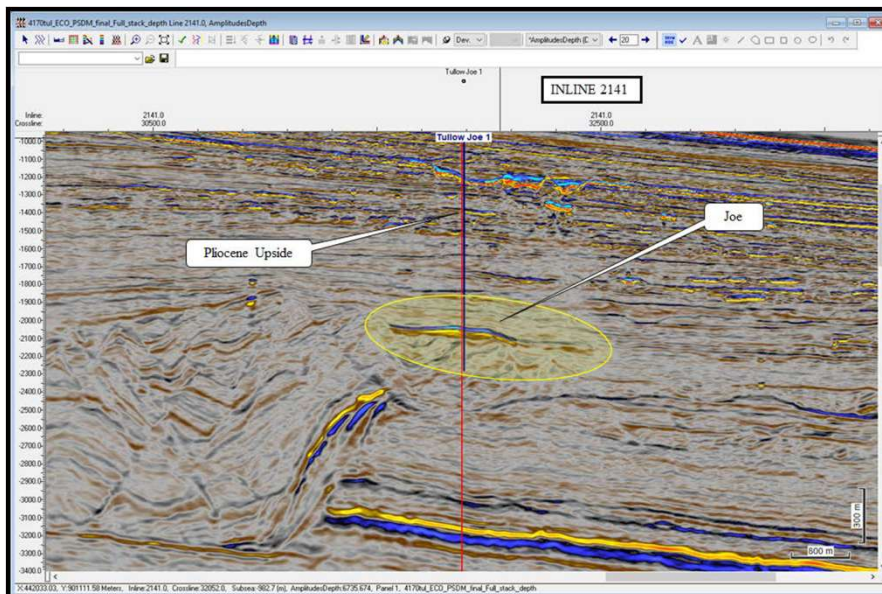 4170tul_ECO_PSDM_final_Full_stack_depth Line 2141.0, AmplitudesDepth
Dev.
*AmplitudesDepth (D
20
Tullow Joe 1
INLINE 2141
Inline:
2141.0
2141.0
Crossline:
30500.0
32500.0
Tullow Joe 1
-1000.0
-1100.0
-1200.0
-1300.0
-1400.0
-1500.0
-1600.0
-1700.0
-1800.0
-1900.0
-2000.0
-2100.0
-2200.0
-2300.0
-2400.0
-2500.0
-2600.0
-2700.0
-2800.0
-2900.0
-3000.0
-3100.0
-3200.0
-3300.0
-3400.0
Joe
Pliocene Upside
300 m
800 m
X:442033.03, Y:901111.58 Meters, Inline:2141.0, Crossline:32052.0, Subsea:-982.7 (m), AmplitudesDepth:6735.674, Panel 1, 4170tul_ECO_PSDM_final_Full_stack_depth